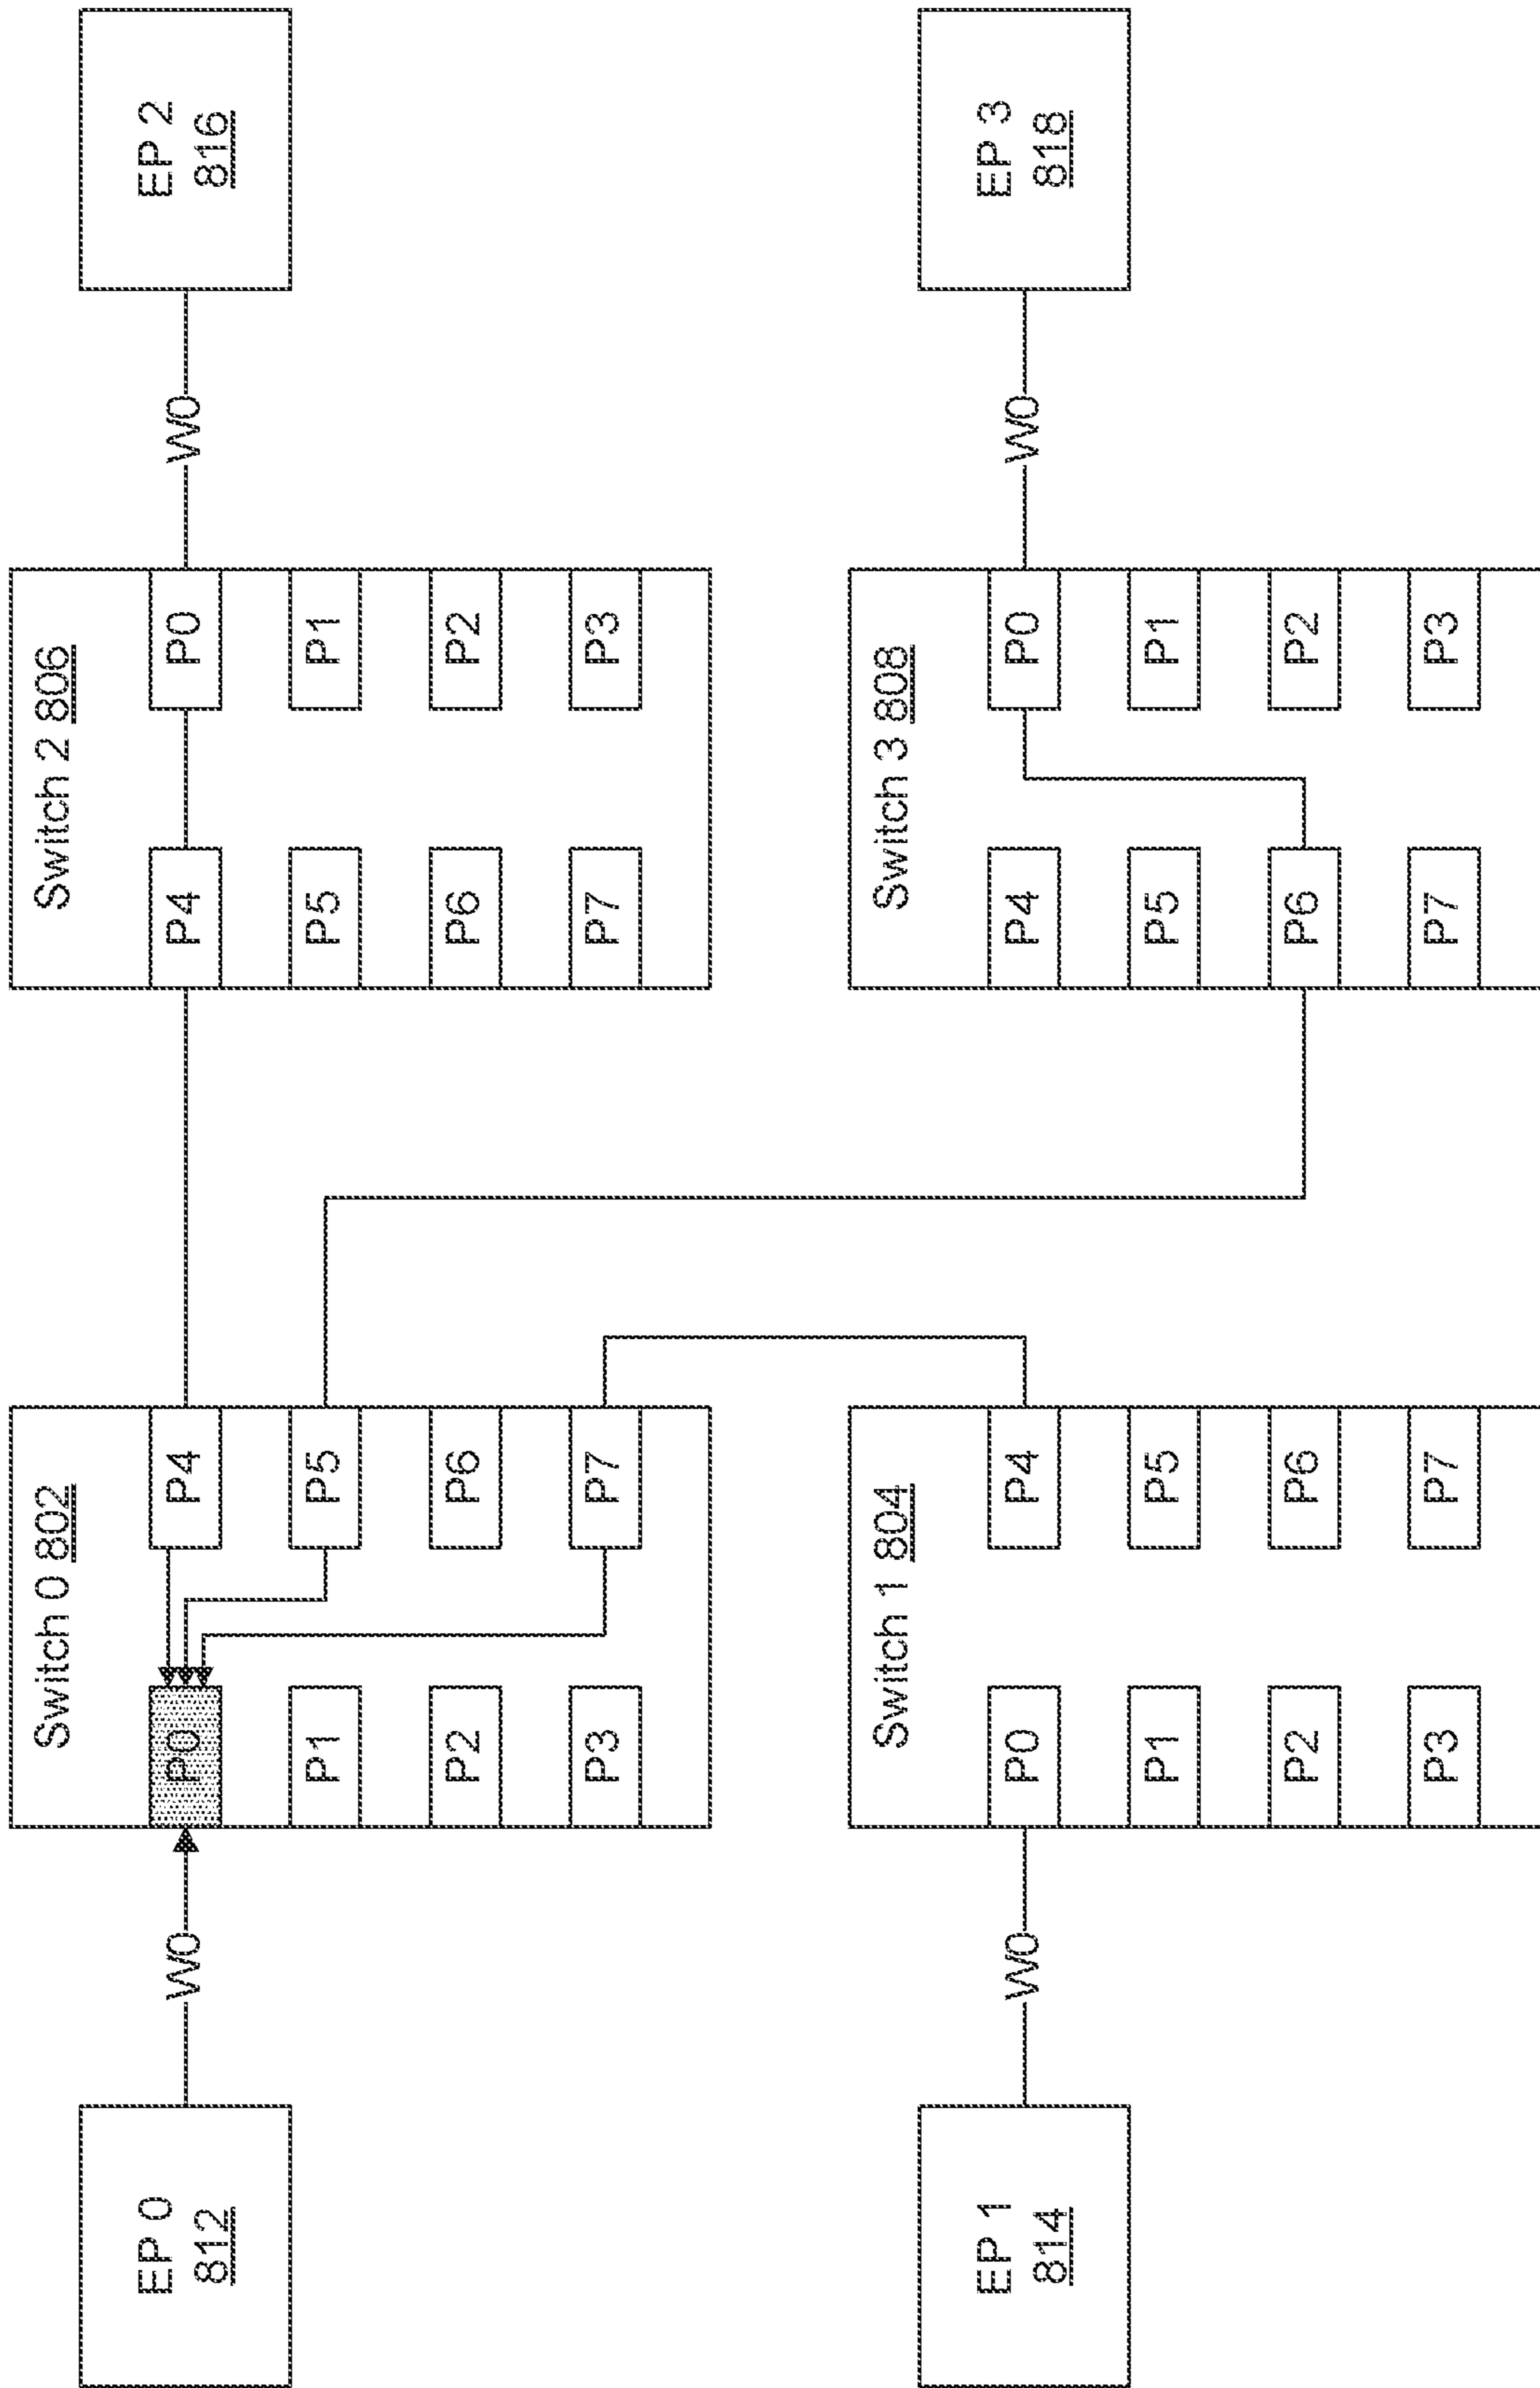 EP 0
812
W0
Switch 0 802
P0
P4
P1
P5
P2
P6
P3
P7
Switch 2 806
P4
P0
P5
P1
P6
P2
P7
P3
W0
EP 2
816
EP 1
814
W0
Switch 1 804
P0
P4
P1
P5
P2
P6
P3
P7
Switch 3 808
P4
P0
P5
P1
P6
P2
P7
P3
W0
EP 3
818